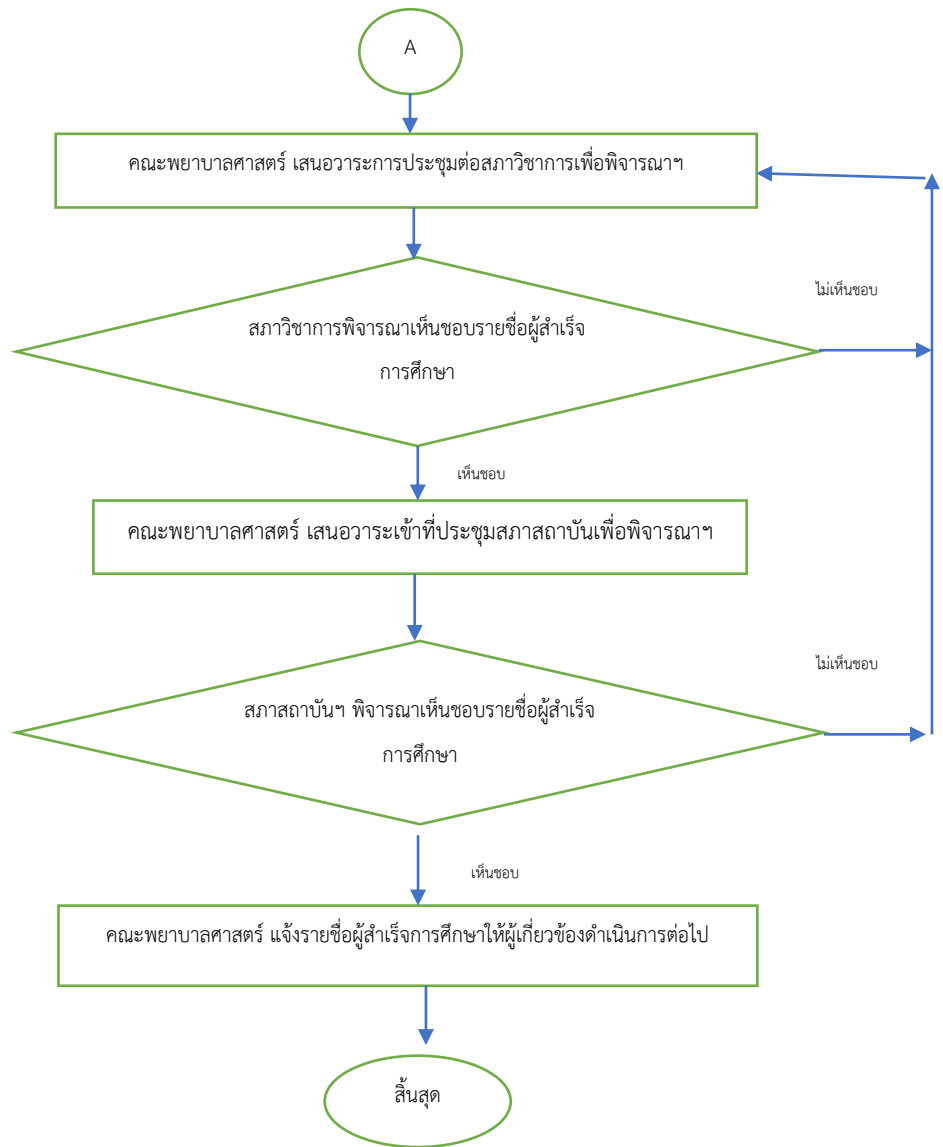 A
คณะพยาบาลศาสตร์ เสนอวาระการประชุมต่อสภาวิชาการเพื่อพิจารณาฯ
ไม่เห็นชอบ
สภาวิชาการพิจารณาเห็นชอบรายชื่อผู้สำเร็จ
การศึกษา
เห็นชอบ
คณะพยาบาลศาสตร์ เสนอวาระเข้าที่ประชุมสภาสถาบันเพื่อพิจารณาฯ
ไม่เห็นชอบ
สภาสถาบันฯ พิจารณาเห็นชอบรายชื่อผู้สำเร็จ
การศึกษา
เห็นชอบ
คณะพยาบาลศาสตร์ แจ้งรายชื่อผู้สำเร็จการศึกษาให้ผู้เกี่ยวข้องดำเนินการต่อไป
สิ้นสุด